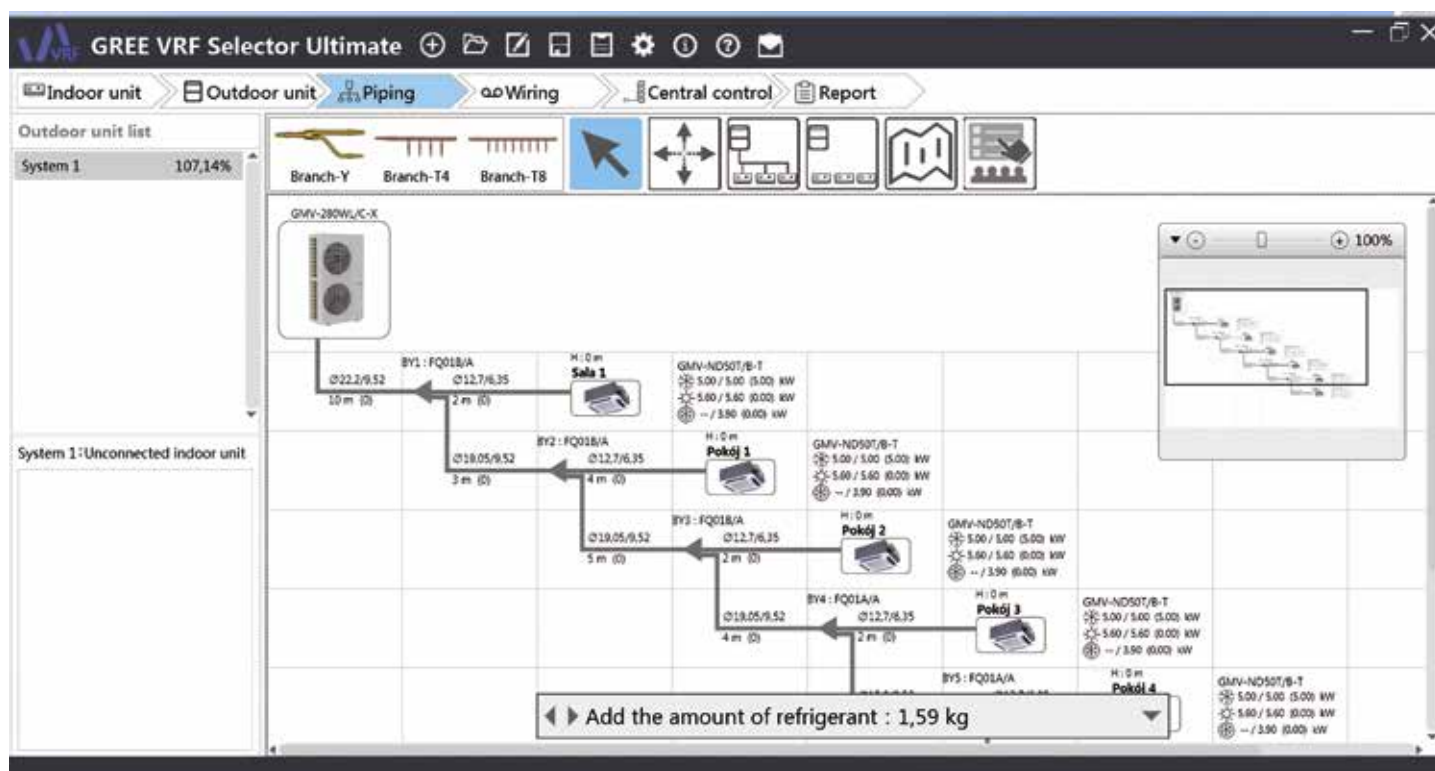 VRF GREE VRF Selector Ultimate
Indoor unit Outdoor unit Piping Wiring Central control Report
Outdoor unit list
System 1 107,14%
Branch-Y Branch-T4 Branch-T8
GMV-280WL/C-X
100%
BY1 : FQ01B/A
H : 0 m
Sala 1
GMV-ND50T/B-T
Ø22.2/9.52 Ø12,7/6,35
5.00 / 5.00 (5.00) kW
5.60 / 5.60 (0.00) kW
-- / 3.90 (0.00) kW
10 m (0) 2 m (0)
System 1:Unconnected indoor unit
BY2 : FQ01B/A
H : 0 m
Pokój 1
GMV-ND50T/B-T
Ø19,05/9,52 Ø12,7/6,35
5.00 / 5.00 (5.00) kW
5.60 / 5.60 (0.00) kW
-- / 3.90 (0.00) kW
3 m (0) 4 m (0)
BY3 : FQ01B/A
H : 0 m
Pokój 2
GMV-ND50T/B-T
Ø19,05/9,52 Ø12,7/6,35
5.00 / 5.00 (5.00) kW
5.60 / 5.60 (0.00) kW
-- / 3.90 (0.00) kW
5 m (0) 2 m (0)
BY4 : FQ01A/A
H : 0 m
Pokój 3
GMV-ND50T/B-T
Ø19,05/9,52 Ø12,7/6,35
5.00 / 5.00 (5.00) kW
5.60 / 5.60 (0.00) kW
-- / 3.90 (0.00) kW
4 m (0) 2 m (0)
BY5 : FQ01A/A
H : 0 m
Pokój 4
GMV-ND50T/B-T
5.00 / 5.00 (5.00) kW
5.60 / 5.60 (0.00) kW
-- / 3.90 (0.00) kW
Add the amount of refrigerant : 1,59 kg